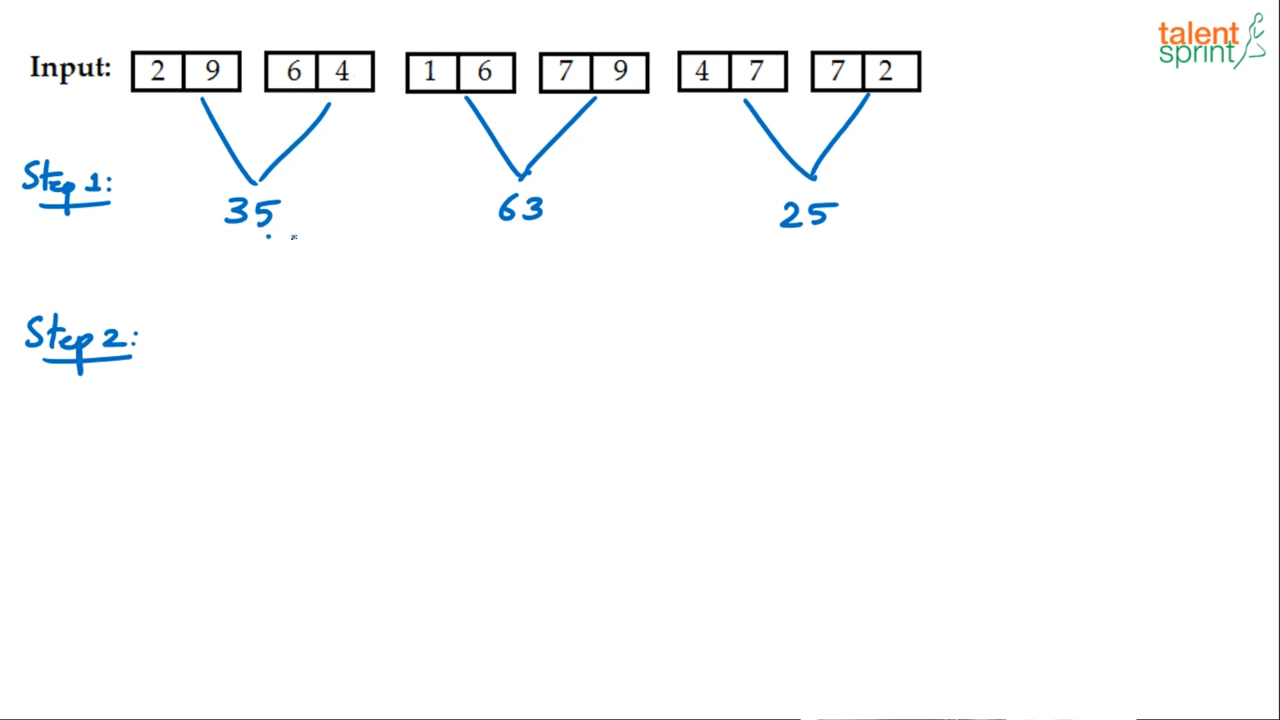 talent
sprint
Input: 2 9 6 4 1 6 7 9 4 7 7 2
Step 1:
35 63 25
Step 2: